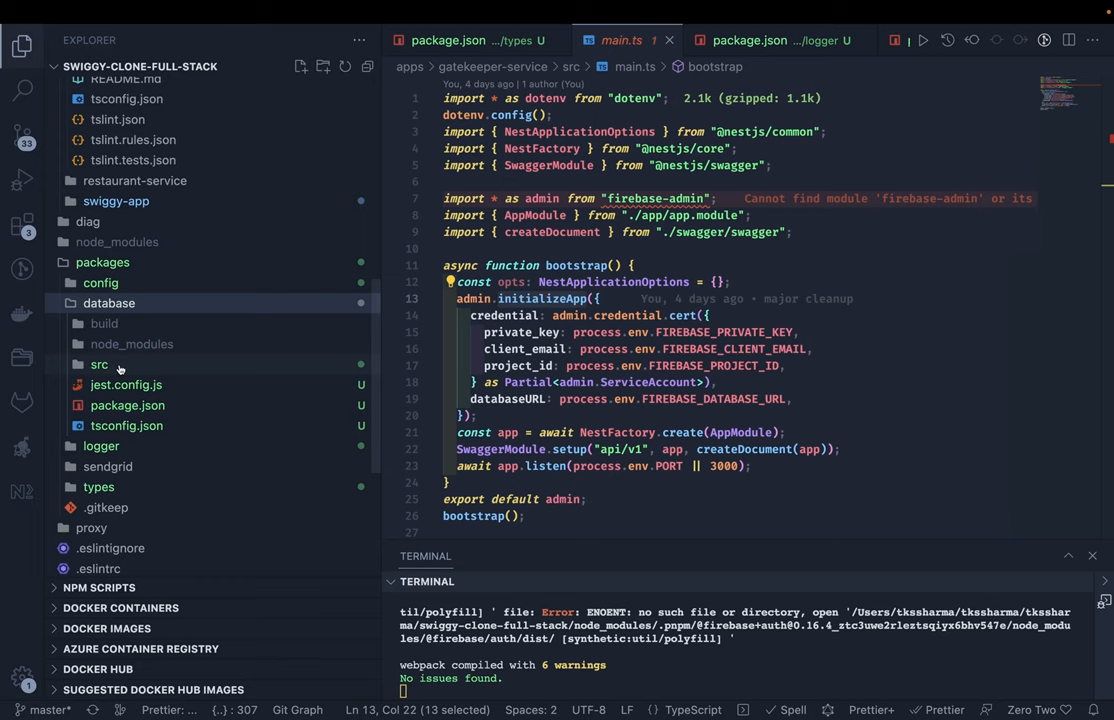 EXPLORER
···
SWIGGY-CLONE-FULL-STACK
README.md
tsconfig.json
tslint.json
tslint.rules.json
tslint.tests.json
restaurant-service
swiggy-app
diag
node_modules
packages
config
database
build
node_modules
src
jest.config.js U
package.json U
tsconfig.json U
logger
sendgrid
types
.gitkeep
proxy
.eslintignore
.eslintrc
NPM SCRIPTS
DOCKER CONTAINERS
DOCKER IMAGES
AZURE CONTAINER REGISTRY
DOCKER HUB
SUGGESTED DOCKER HUB IMAGES
33
3
1
package.json .../types U
TS main.ts 1
package.json .../logger U
apps > gatekeeper-service > src > TS main.ts > bootstrap
You, 4 days ago | 1 author (You)
1 import * as dotenv from "dotenv"; 2.1k (gzipped: 1.1k)
2 dotenv.config();
3 import { NestApplicationOptions } from "@nestjs/common";
4 import { NestFactory } from "@nestjs/core";
5 import { SwaggerModule } from "@nestjs/swagger";
6
7 import * as admin from "firebase-admin"; Cannot find module 'firebase-admin' or its
8 import { AppModule } from "./app/app.module";
9 import { createDocument } from "./swagger/swagger";
10
11 async function bootstrap() {
12 const opts: NestApplicationOptions = {};
13 admin.initializeApp({ You, 4 days ago • major cleanup
14 credential: admin.credential.cert({
15 private_key: process.env.FIREBASE_PRIVATE_KEY,
16 client_email: process.env.FIREBASE_CLIENT_EMAIL,
17 project_id: process.env.FIREBASE_PROJECT_ID,
18 } as Partial<admin.ServiceAccount>),
19 databaseURL: process.env.FIREBASE_DATABASE_URL,
20 });
21 const app = await NestFactory.create(AppModule);
22 SwaggerModule.setup("api/v1", app, createDocument(app));
23 await app.listen(process.env.PORT || 3000);
24 }
25 export default admin;
26 bootstrap();
27
TERMINAL
TERMINAL
til/polyfill] ' file: Error: ENOENT: no such file or directory, open '/Users/tkssharma/tkssharma/tksshar
ma/swiggy-clone-full-stack/node_modules/.pnpm/@firebase+auth@0.16.4_ztc3uwe2rleztsqiyx6bhv547e/node_modu
les/@firebase/auth/dist/ [synthetic:util/polyfill] '
webpack compiled with 6 warnings
No issues found.
master* Prettier: ... {..} : 307 Git Graph Ln 13, Col 22 (13 selected) Spaces: 2 UTF-8 LF {} TypeScript Spell Prettier+ Prettier Zero Two